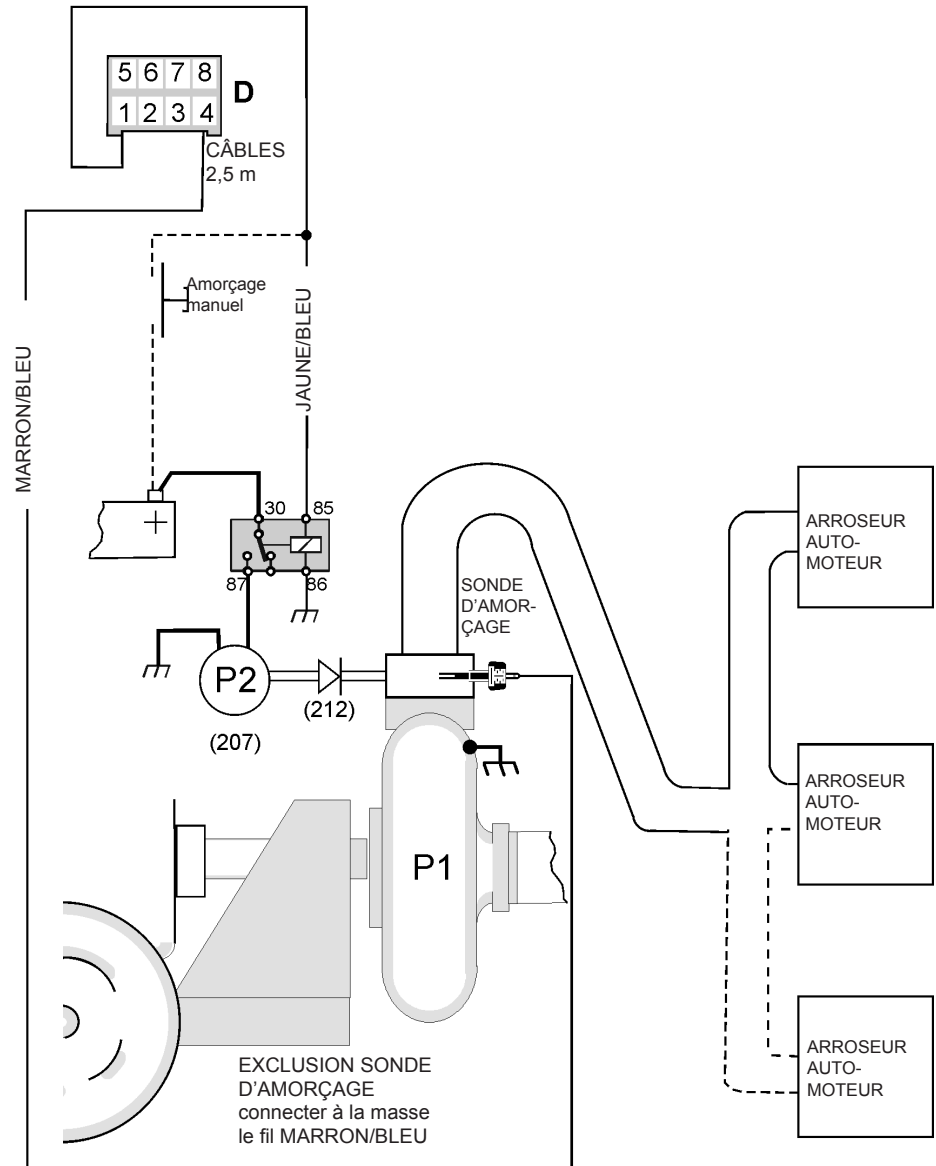 5 6 7 8
D
1 2 3 4
CÂBLES
2,5 m
Amorçage
manuel
MARRON/BLEU
JAUNE/BLEU
30 85
+
87 86
SONDE
D'AMOR-
ÇAGE
ARROSEUR
AUTO-
MOTEUR
P2
(212)
(207)
ARROSEUR
AUTO-
MOTEUR
P1
ARROSEUR
AUTO-
MOTEUR
EXCLUSION SONDE
D'AMORÇAGE
connecter à la masse
le fil MARRON/BLEU